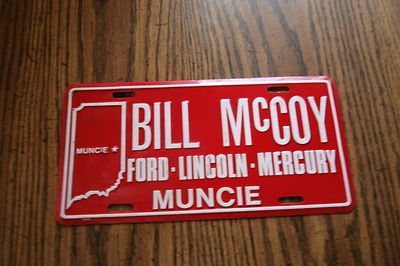 BILL McCOY
MUNCIE ★
FORD · LINCOLN · MERCURY
MUNCIE